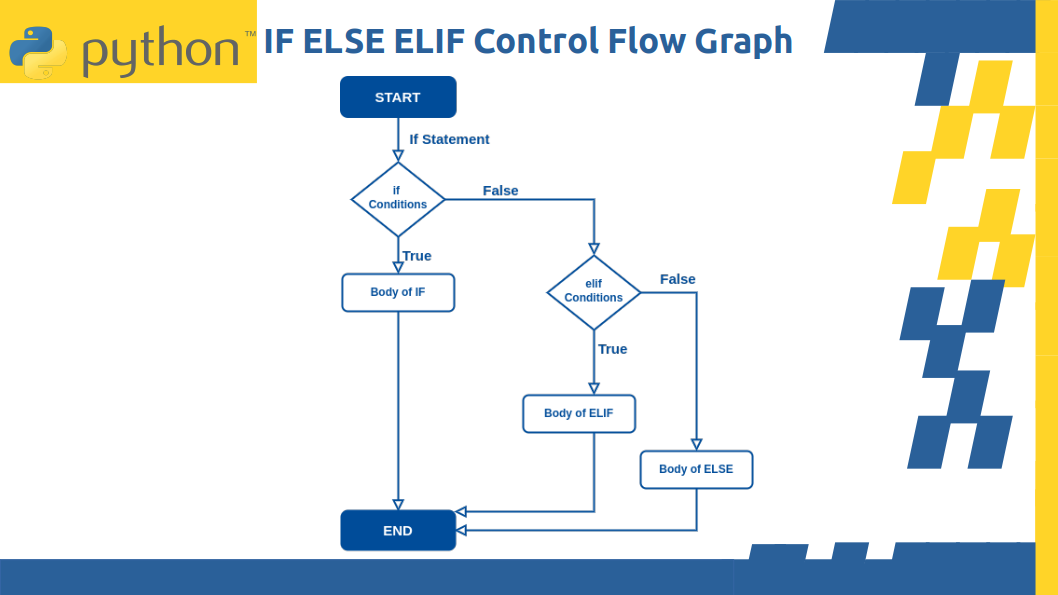 python™
IF ELSE ELIF Control Flow Graph
START
If Statement
if
Conditions
False
True
Body of IF
elif
Conditions
False
True
Body of ELIF
Body of ELSE
END